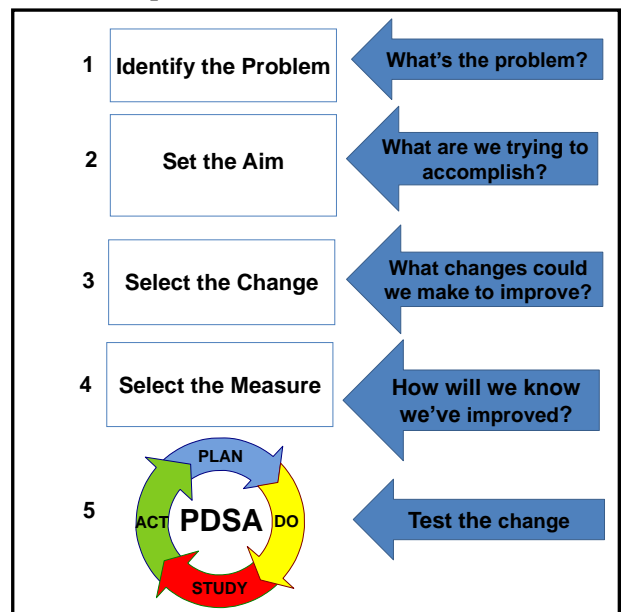 1 Identify the Problem What's the problem?
2 Set the Aim What are we trying to
accomplish?
3 Select the Change What changes could
we make to improve?
4 Select the Measure How will we know
we've improved?
PLAN
5 ACT PDSA DO Test the change
STUDY